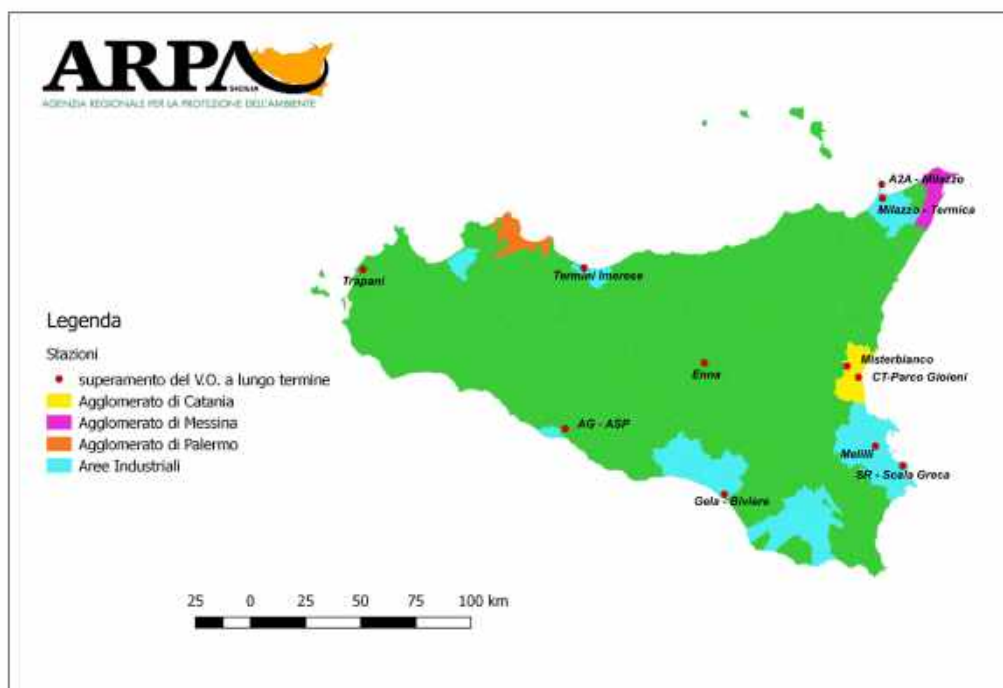 ARPA
SICILIA
AGENZIA REGIONALE PER LA PROTEZIONE DELL'AMBIENTE
A2A - Milazzo
Milazzo - Termica
Trapani
Termini Imerese
Legenda
Stazioni
superamento del V.O. a lungo termine
Agglomerato di Catania
Agglomerato di Messina
Agglomerato di Palermo
Aree Industriali
Misterbianco
CT-Parco Gioieni
Enna
AG - ASP
Melilli
SR - Scala Greca
Gela - Biviere
25 0 25 50 75 100 km